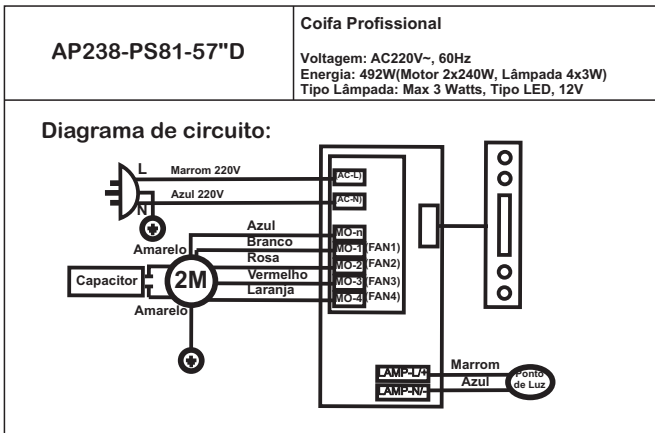 AP238-PS81-57"D
Coifa Profissional
Voltagem: AC220V~, 60Hz
Energia: 492W(Motor 2x240W, Lâmpada 4x3W)
Tipo Lâmpada: Max 3 Watts, Tipo LED, 12V
Diagrama de circuito:
L
Marrom 220V
(AC-L)
N
Azul 220V
(AC-N)
Azul
MO-n
Amarelo
Branco
MO-1 (FAN1)
Rosa
MO-2 (FAN2)
Capacitor
2M
Vermelho
MO-3 (FAN3)
Laranja
MO-4 (FAN4)
Amarelo
LAMP-L/+
Marrom
LAMP-N/-
Azul
Ponto
de Luz